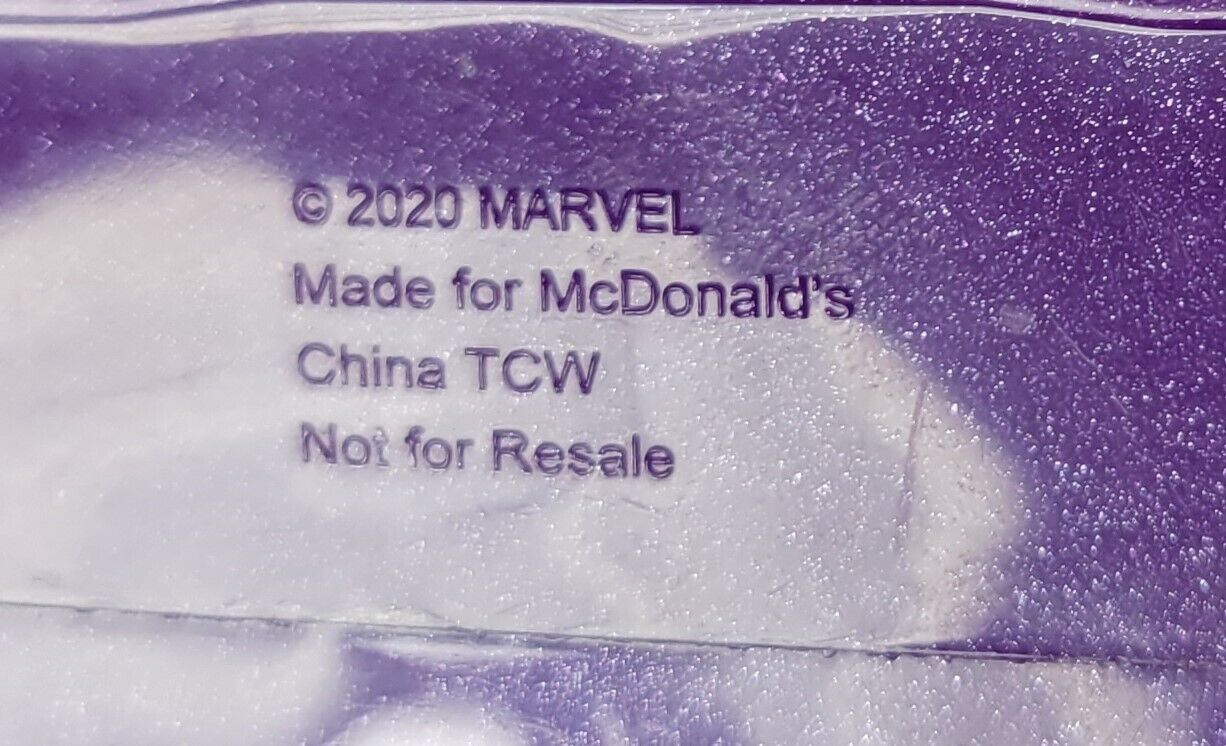 © 2020 MARVEL
Made for McDonald's
China TCW
Not for Resale